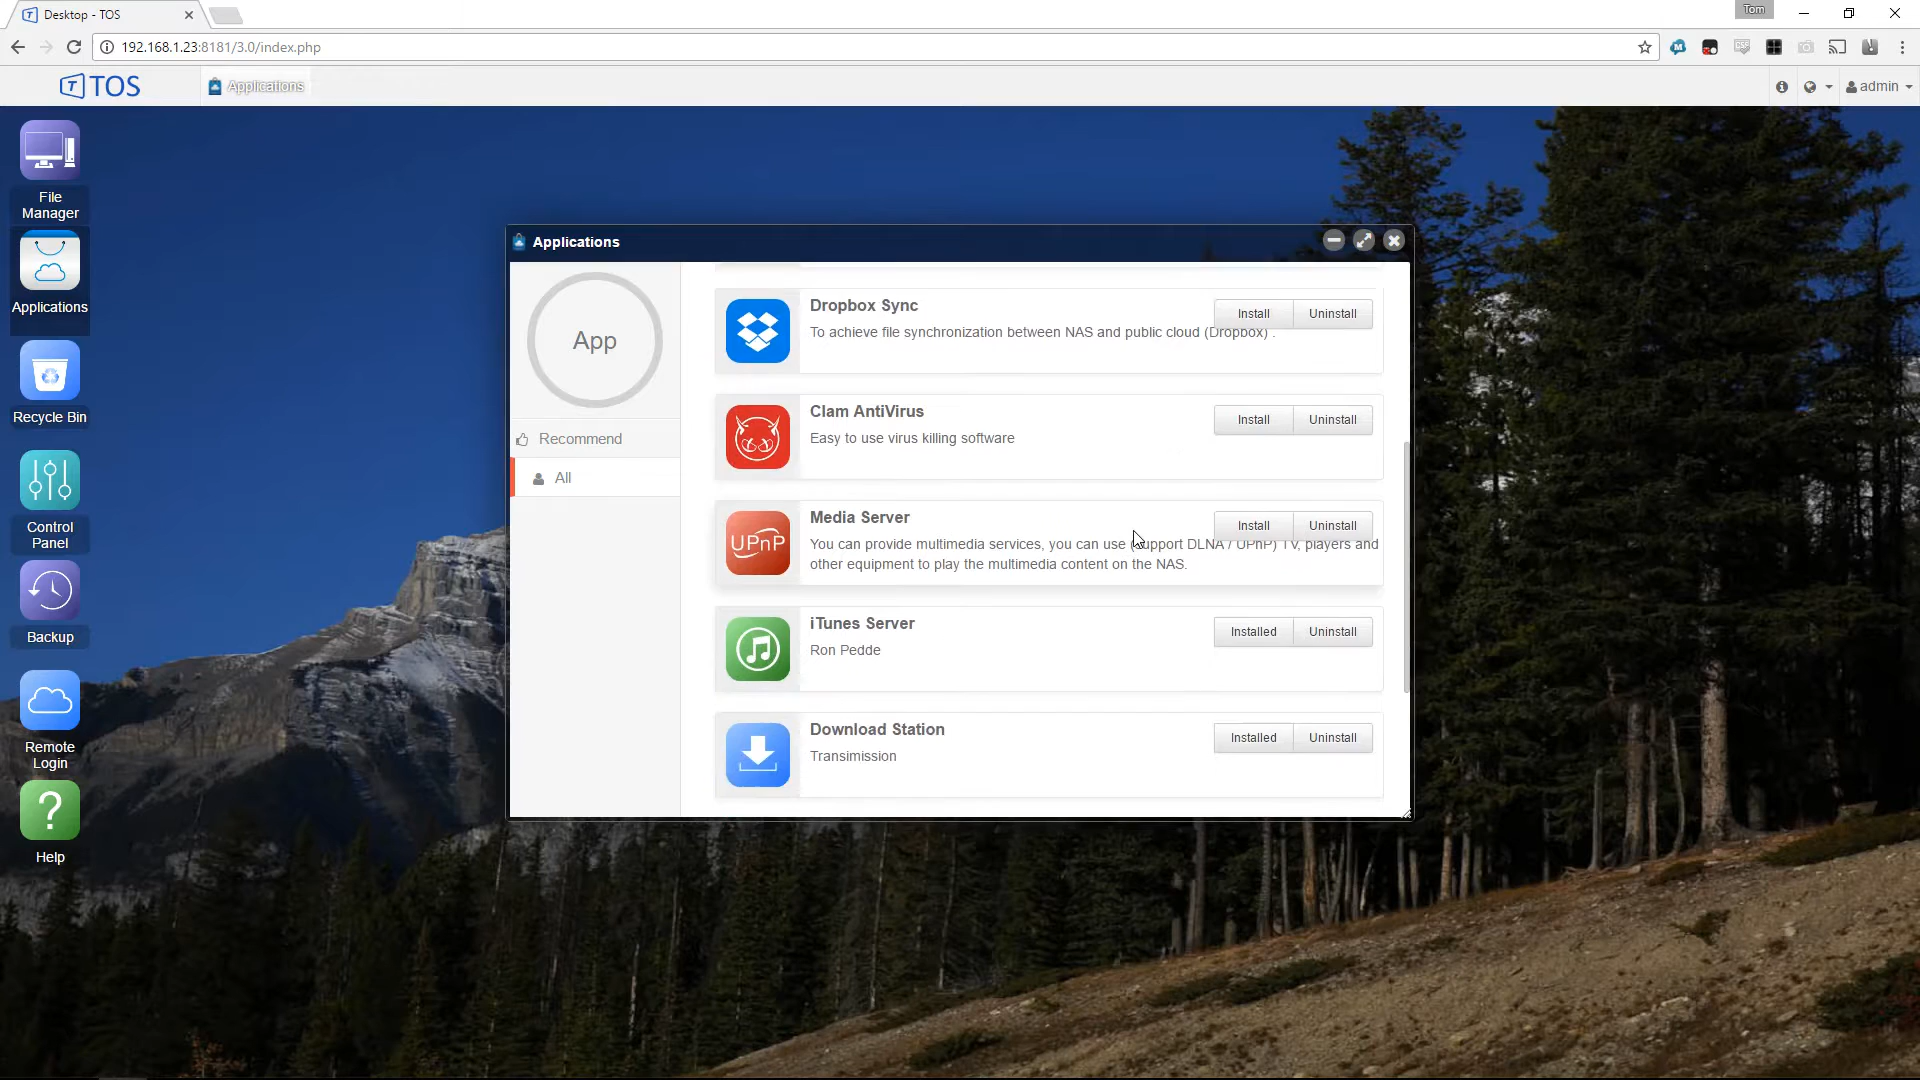 Desktop - TOS
Tom
192.168.1.23:8181/3.0/index.php
TOS
Applications
admin
File
Manager
Applications
Recycle Bin
Control
Panel
Backup
Remote
Login
Help
Applications
App
Recommend
All
Dropbox Sync
Install
Uninstall
To achieve file synchronization between NAS and public cloud (Dropbox) .
Clam AntiVirus
Install
Uninstall
Easy to use virus killing software
Media Server
Install
Uninstall
UPnP
You can provide multimedia services, you can use (support DLNA / UPnP) TV, players and
other equipment to play the multimedia content on the NAS.
iTunes Server
Installed
Uninstall
Ron Pedde
Download Station
Installed
Uninstall
Transimission